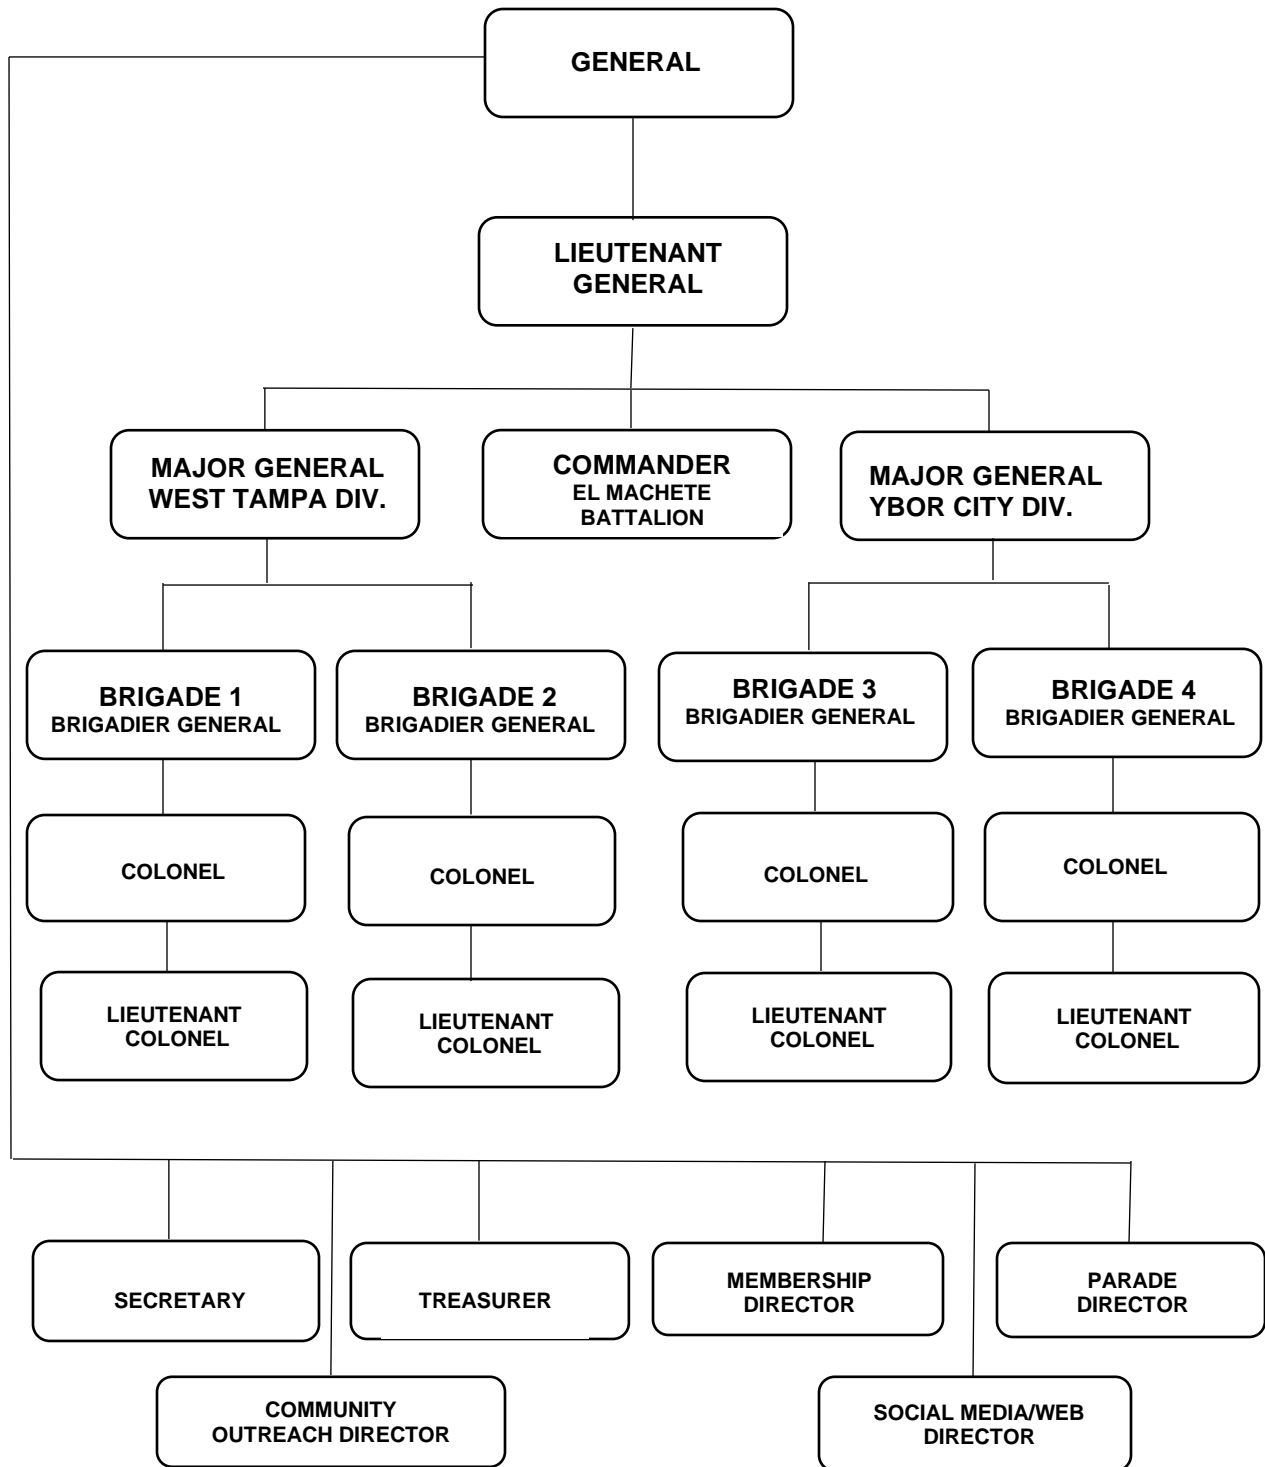 GENERAL
LIEUTENANT
GENERAL
MAJOR GENERAL
WEST TAMPA DIV.
COMMANDER
EL MACHETE
BATTALION
MAJOR GENERAL
YBOR CITY DIV.
BRIGADE 1
BRIGADIER GENERAL
BRIGADE 2
BRIGADIER GENERAL
BRIGADE 3
BRIGADIER GENERAL
BRIGADE 4
BRIGADIER GENERAL
COLONEL
COLONEL
COLONEL
COLONEL
LIEUTENANT
COLONEL
LIEUTENANT
COLONEL
LIEUTENANT
COLONEL
LIEUTENANT
COLONEL
SECRETARY
TREASURER
MEMBERSHIP
DIRECTOR
PARADE
DIRECTOR
COMMUNITY
OUTREACH DIRECTOR
SOCIAL MEDIA/WEB
DIRECTOR